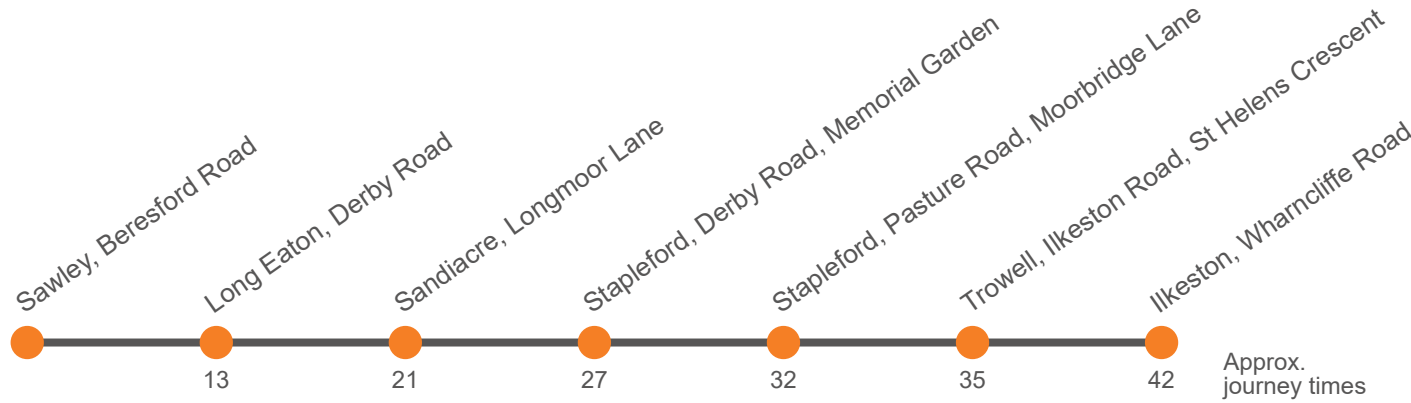 Sawley, Beresford Road
Long Eaton, Derby Road
Sandiacre, Longmoor Lane
Stapleford, Derby Road, Memorial Garden
Stapleford, Pasture Road, Moorbridge Lane
Trowell, Ilkeston Road, St Helens Crescent
Ilkeston, Wharncliffe Road
13
21
27
32
35
42
Approx.
journey times